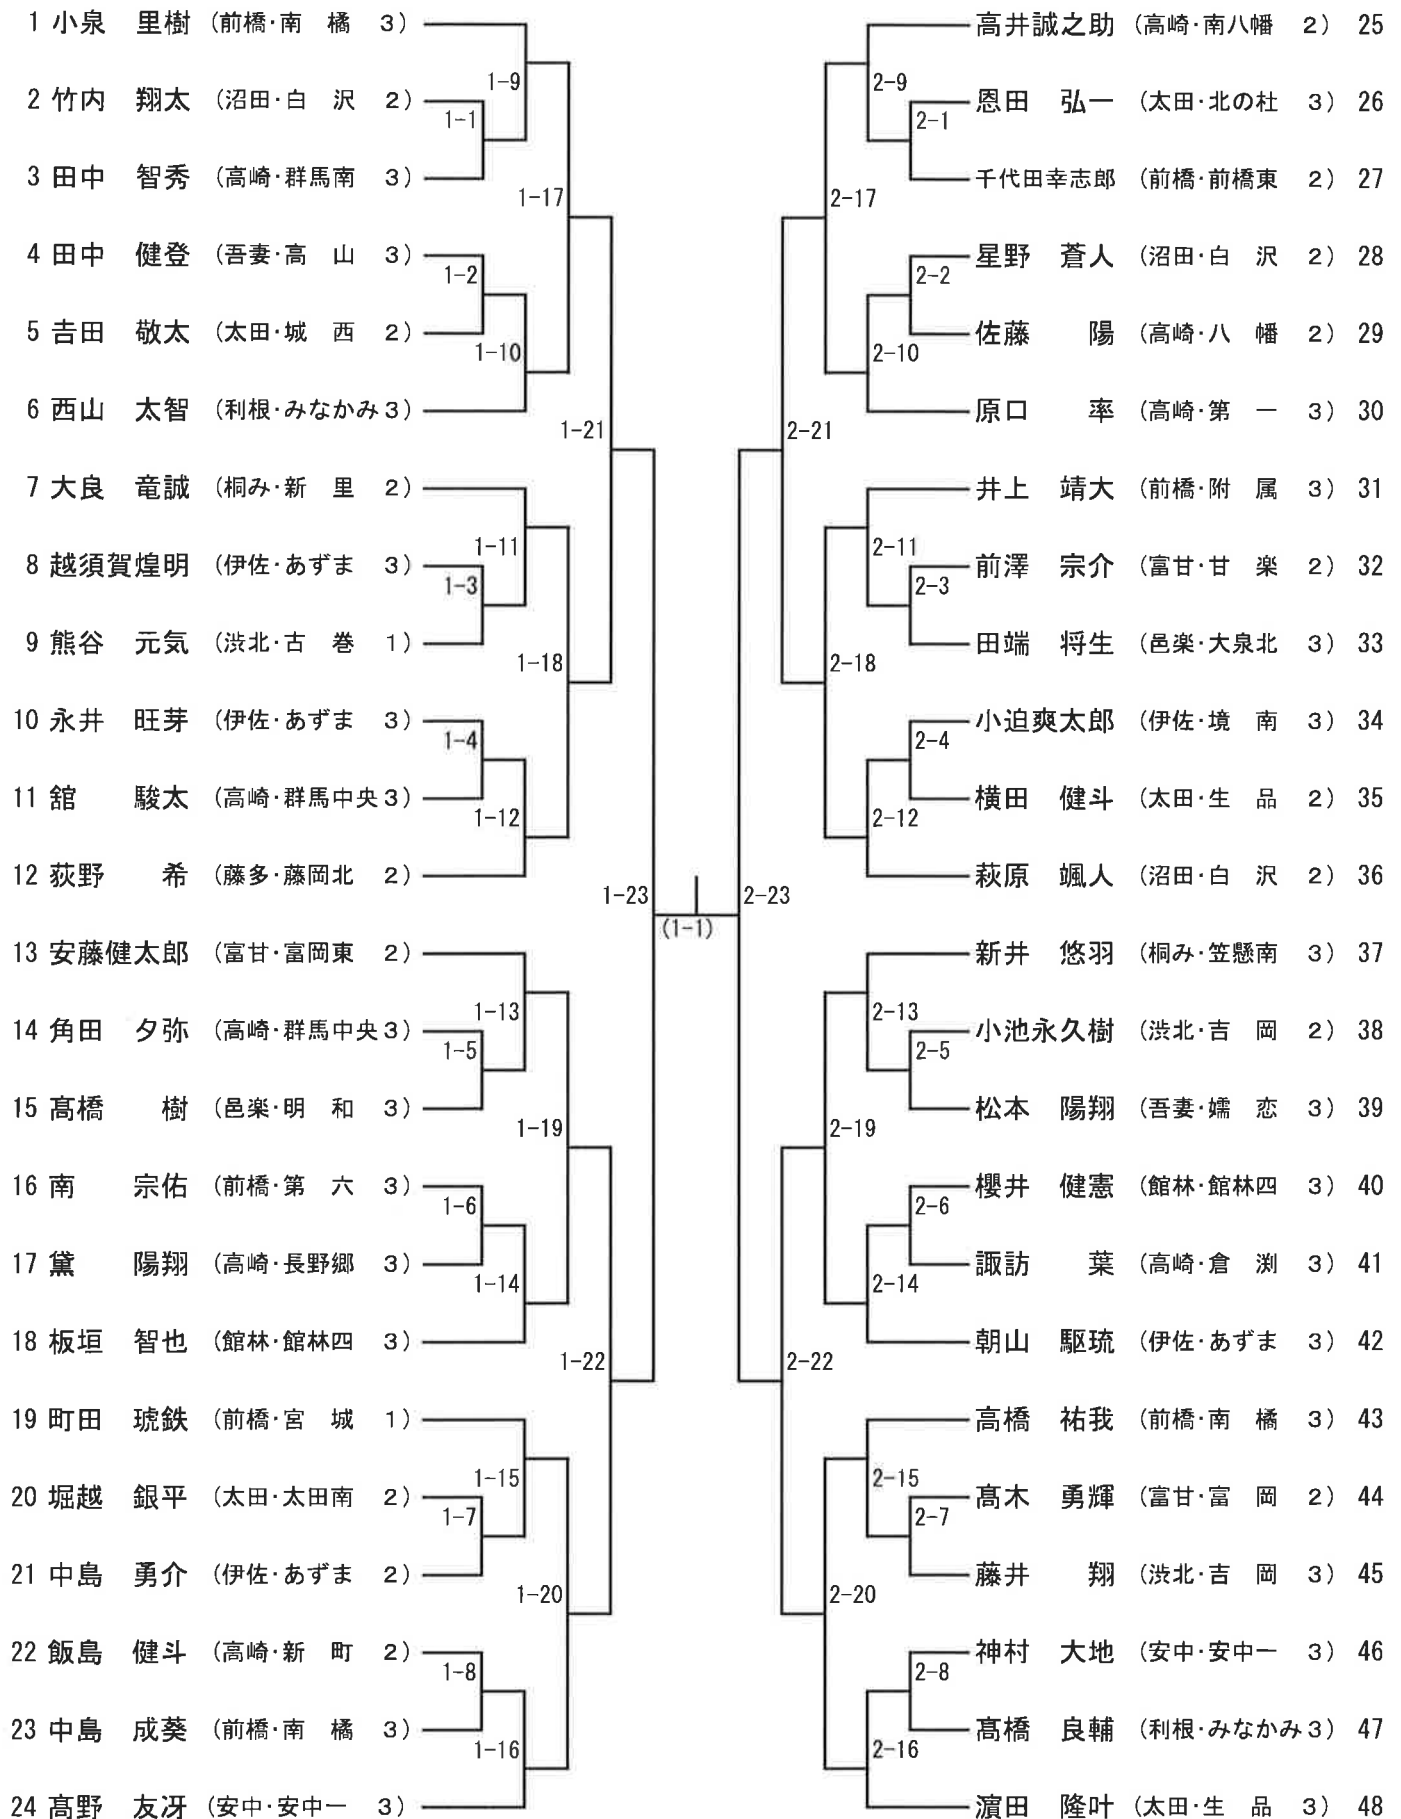 1 小泉　里樹 (前橋･南　橘　3)
1-9
2 竹内　翔太 (沼田･白　沢　2)
1-1
3 田中　智秀 (高崎･群馬南　3)
1-17
4 田中　健登 (吾妻･高　山　3)
1-2
5 𠮷田　敬太 (太田･城　西　2)
1-10
6 西山　太智 (利根･みなかみ3)
1-21
7 大良　竜誠 (桐み･新　里　2)
1-11
8 越須賀煌明 (伊佐･あずま　3)
1-3
9 熊谷　元気 (渋北･古　巻　1)
1-18
10 永井　旺芽 (伊佐･あずま　3)
1-4
11 舘　　駿太 (高崎･群馬中央3)
1-12
12 荻野　　希 (藤多･藤岡北　2)
1-23
13 安藤健太郎 (富甘･富岡東　2)
1-13
14 角田　夕弥 (高崎･群馬中央3)
1-5
15 髙橋　　樹 (邑楽･明　和　3)
1-19
16 南　　宗佑 (前橋･第　六　3)
1-6
17 黛　　陽翔 (高崎･長野郷　3)
1-14
18 板垣　智也 (館林･館林四　3)
1-22
19 町田　琥鉄 (前橋･宮　城　1)
1-15
20 堀越　銀平 (太田･太田南　2)
1-7
21 中島　勇介 (伊佐･あずま　2)
1-20
22 飯島　健斗 (高崎･新　町　2)
1-8
23 中島　成葵 (前橋･南　橘　3)
1-16
24 髙野　友冴 (安中･安中一　3)
(1-1)
高井誠之助 (高崎･南八幡　2) 25
2-9
恩田　弘一 (太田･北の杜　3) 26
2-1
千代田幸志郎 (前橋･前橋東　2) 27
2-17
星野　蒼人 (沼田･白　沢　2) 28
2-2
佐藤　　陽 (高崎･八　幡　2) 29
2-10
原口　　率 (高崎･第　一　3) 30
2-21
井上　靖大 (前橋･附　属　3) 31
2-11
前澤　宗介 (富甘･甘　楽　2) 32
2-3
田端　将生 (邑楽･大泉北　3) 33
2-18
小迫爽太郎 (伊佐･境　南　3) 34
2-4
横田　健斗 (太田･生　品　2) 35
2-12
萩原　颯人 (沼田･白　沢　2) 36
2-23
新井　悠羽 (桐み･笠懸南　3) 37
2-13
小池永久樹 (渋北･吉　岡　2) 38
2-5
松本　陽翔 (吾妻･嬬　恋　3) 39
2-19
櫻井　健憲 (館林･館林四　3) 40
2-6
諏訪　　葉 (高崎･倉　渕　3) 41
2-14
朝山　駆琉 (伊佐･あずま　3) 42
2-22
高橋　祐我 (前橋･南　橘　3) 43
2-15
髙木　勇輝 (富甘･富　岡　2) 44
2-7
藤井　　翔 (渋北･吉　岡　3) 45
2-20
神村　大地 (安中･安中一　3) 46
2-8
髙橋　良輔 (利根･みなかみ3) 47
2-16
濵田　隆叶 (太田･生　品　3) 48